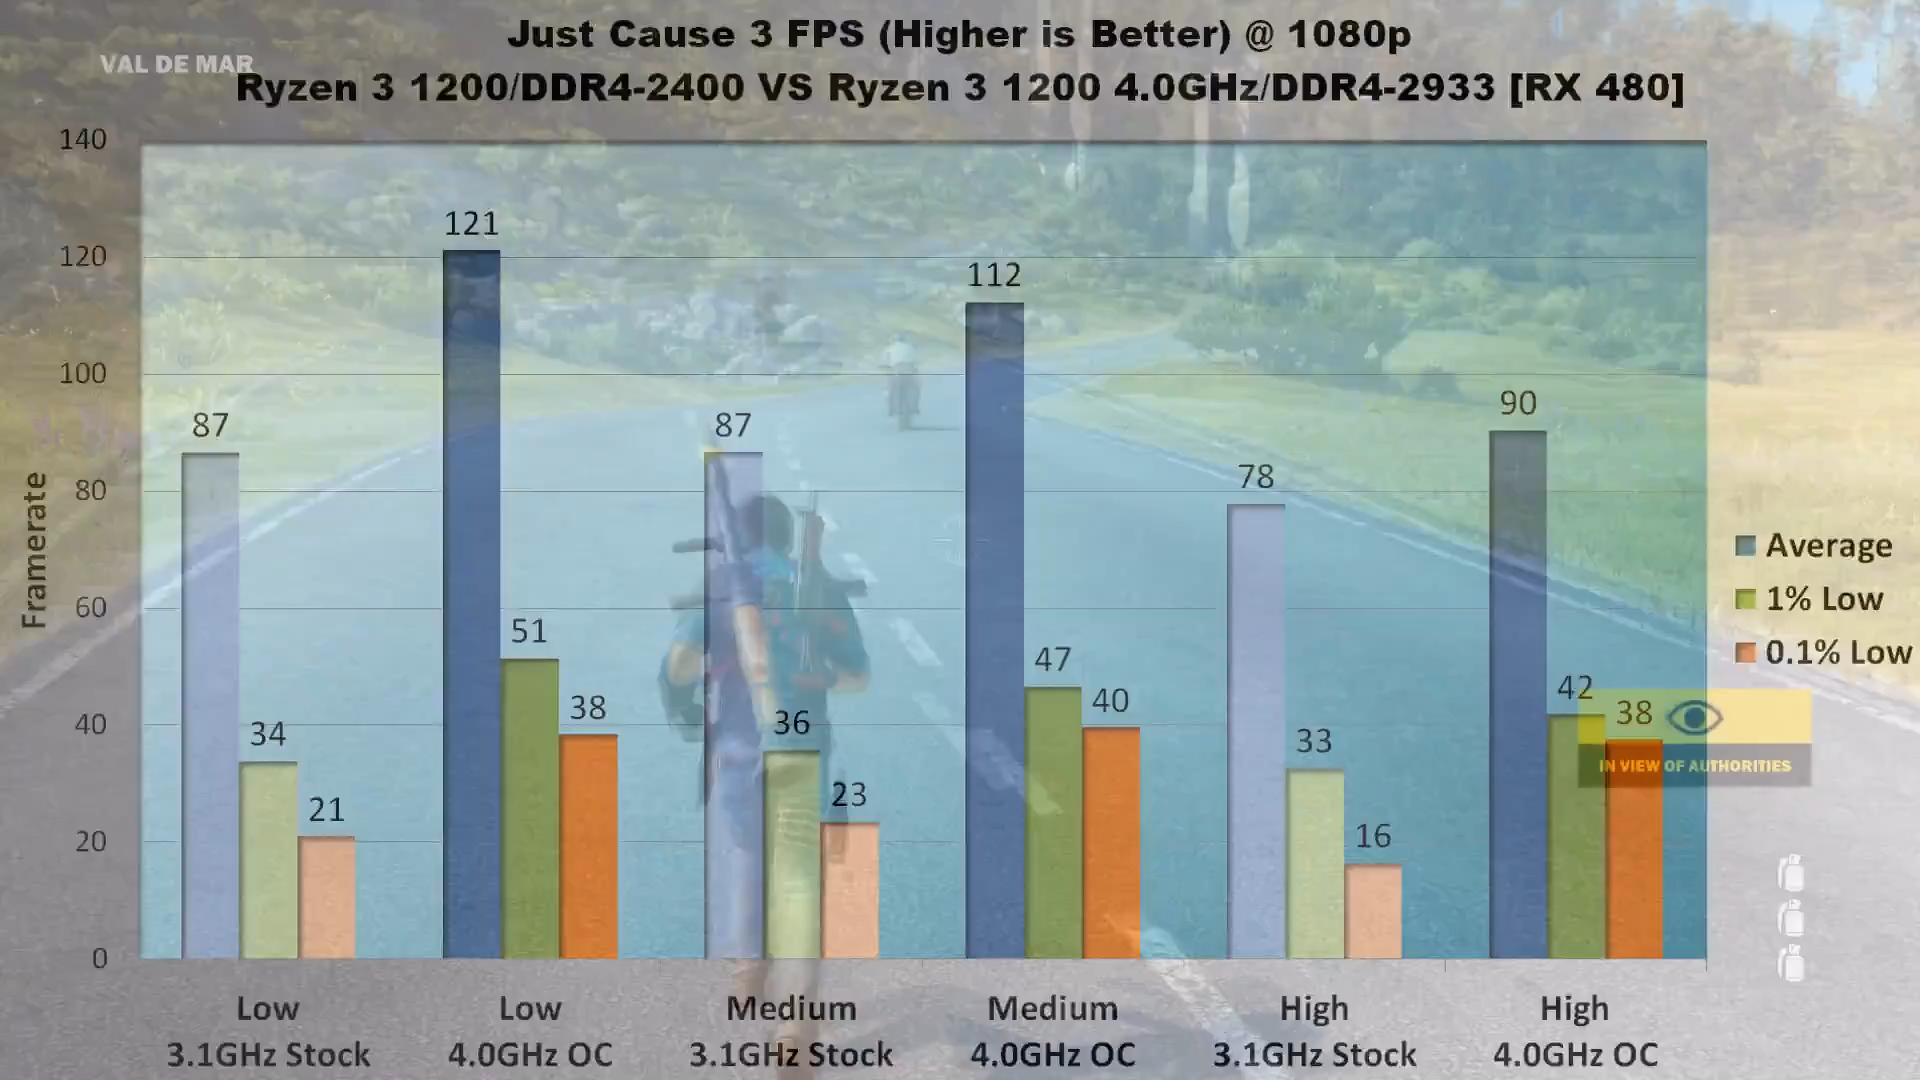 Just Cause 3 FPS (Higher is Better) @ 1080p
VAL DE MAR
Ryzen 3 1200/DDR4-2400 VS Ryzen 3 1200 4.0GHz/DDR4-2933 [RX 480]
140
120
100
80
60
40
20
0
Framerate
87
34
21
121
51
38
87
36
23
112
47
40
78
33
16
90
42
38
Average
1% Low
0.1% Low
IN VIEW OF AUTHORITIES
Low
3.1GHz Stock
Low
4.0GHz OC
Medium
3.1GHz Stock
Medium
4.0GHz OC
High
3.1GHz Stock
High
4.0GHz OC